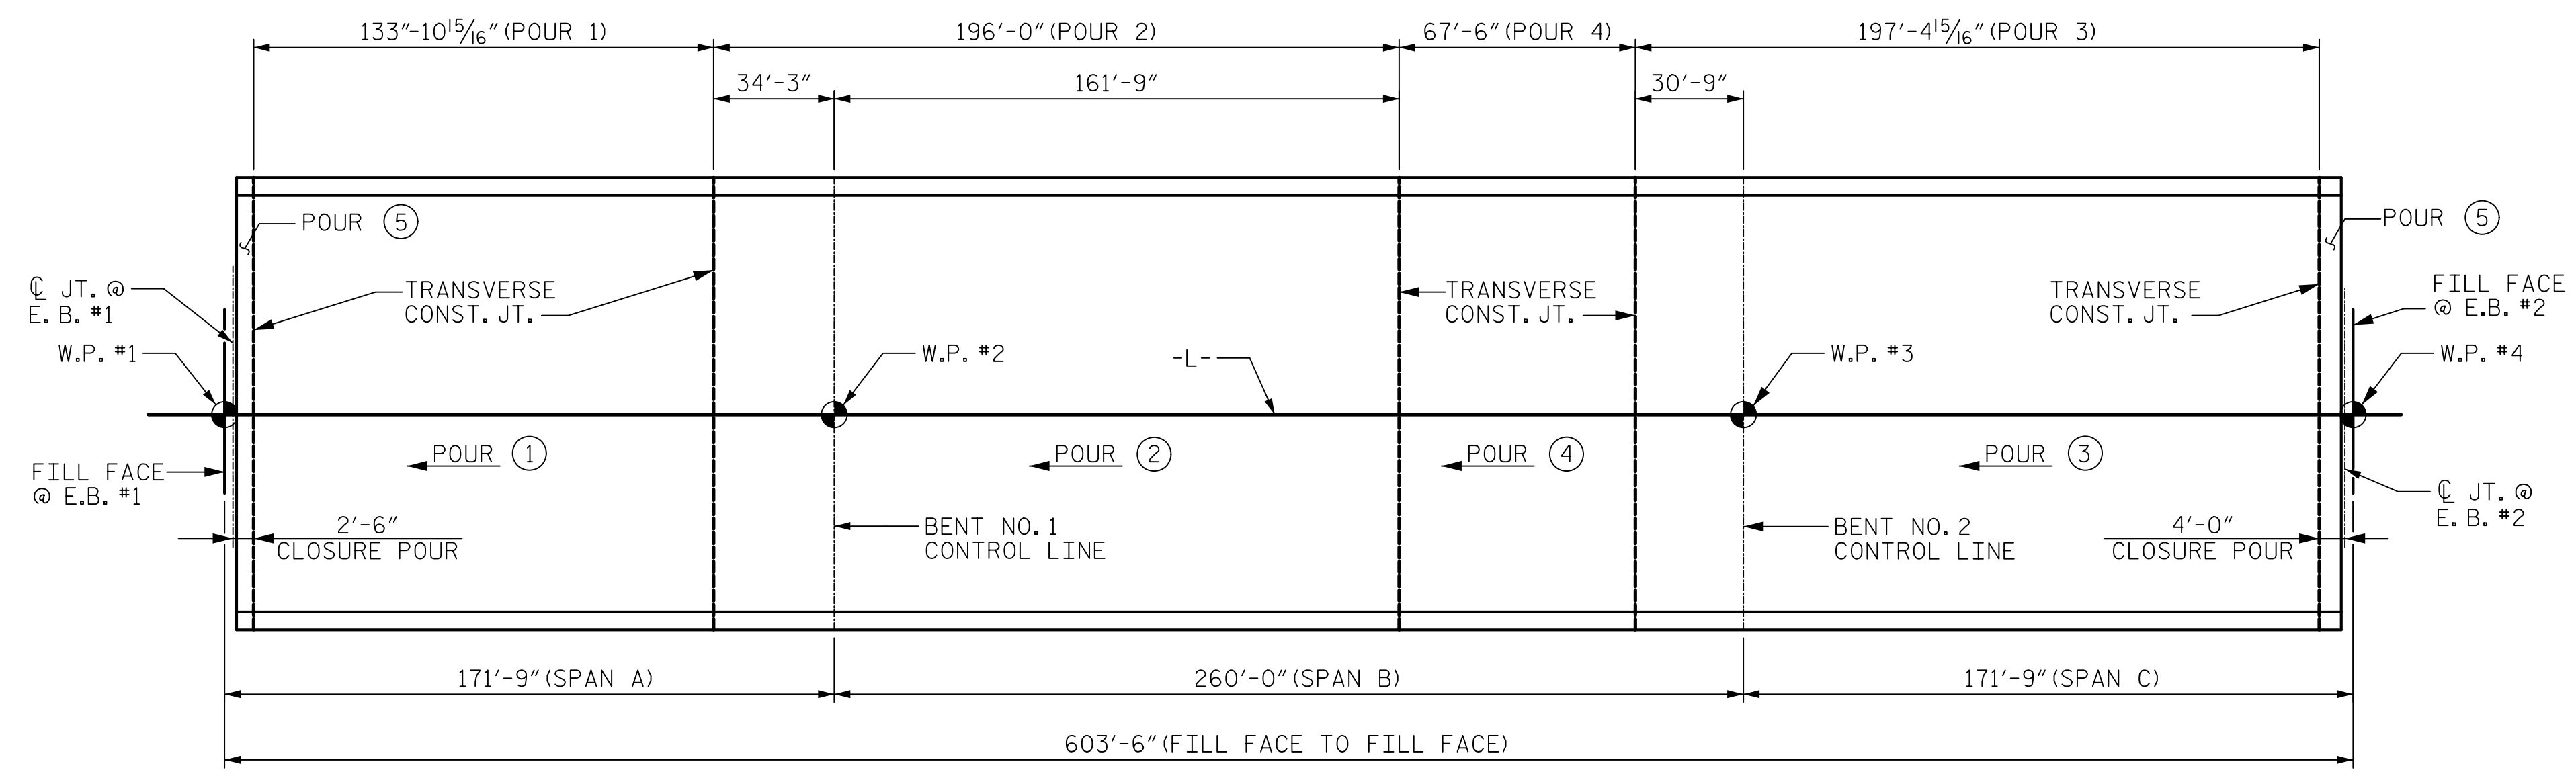 133"-10 15/16" (POUR 1)
196'-0" (POUR 2)
67'-6" (POUR 4)
197'-4 15/16" (POUR 3)
34'-3"
161'-9"
30'-9"
POUR 5
POUR 5
℄ JT. @
E. B. #1
TRANSVERSE
CONST. JT.
TRANSVERSE
CONST. JT.
TRANSVERSE
CONST. JT.
FILL FACE
@ E.B. #2
W.P. #1
W.P. #2
-L-
W.P. #3
W.P. #4
POUR 1
POUR 2
POUR 4
POUR 3
FILL FACE
@ E.B. #1
℄ JT. @
E. B. #2
2'-6"
CLOSURE POUR
BENT NO. 1
CONTROL LINE
BENT NO. 2
CONTROL LINE
4'-0"
CLOSURE POUR
171'-9" (SPAN A)
260'-0" (SPAN B)
171'-9" (SPAN C)
603'-6" (FILL FACE TO FILL FACE)